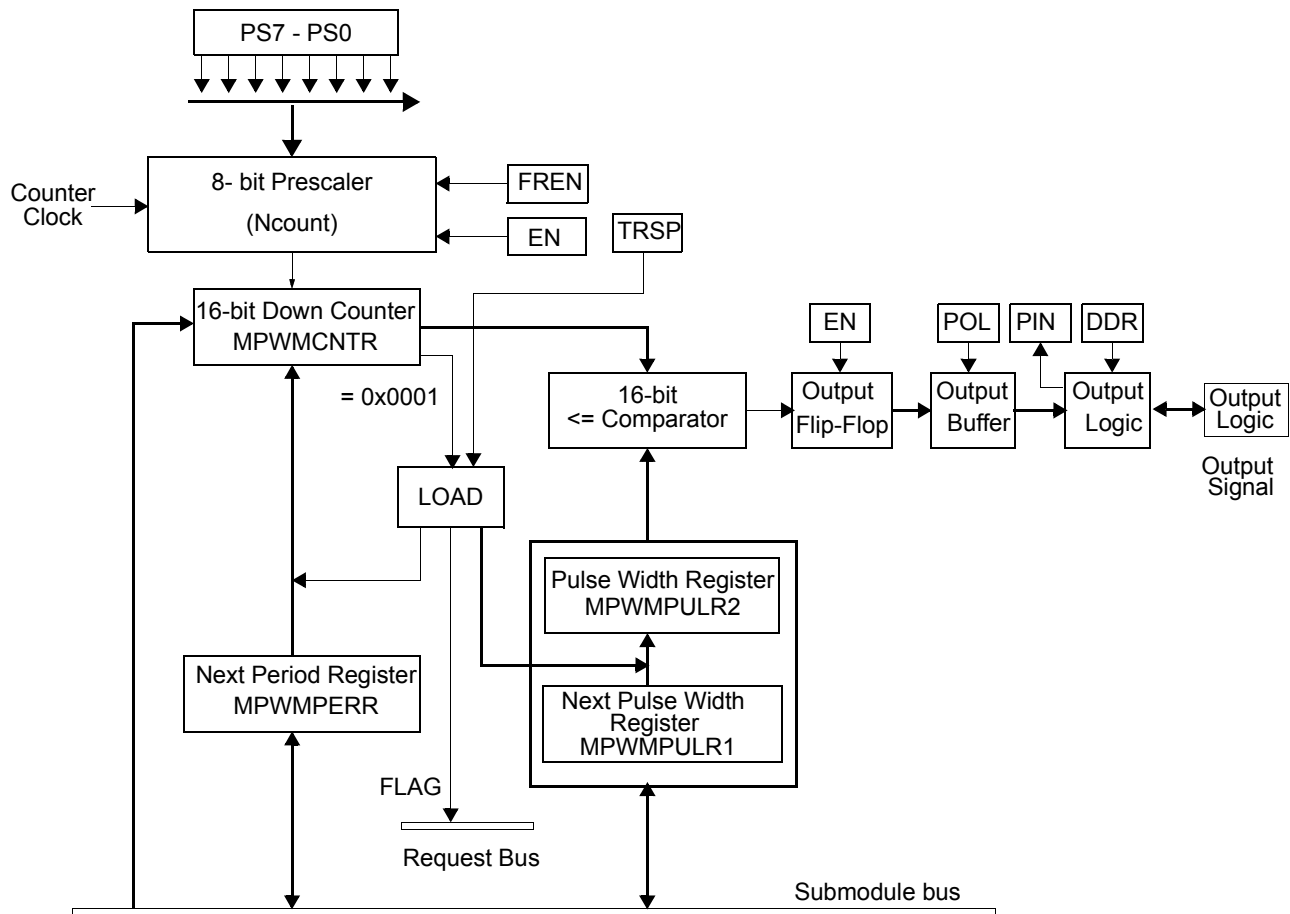 PS7 - PS0
8- bit Prescaler
(Ncount)
Counter
Clock
FREN
EN
TRSP
16-bit Down Counter
MPWMCNTR
= 0x0001
LOAD
16-bit
<= Comparator
EN
POL
PIN
DDR
Output
Flip-Flop
Output
Buffer
Output
Logic
Output
Logic
Output
Signal
Pulse Width Register
MPWMPULR2
Next Period Register
MPWMPERR
Next Pulse Width
Register
MPWMPULR1
FLAG
Request Bus
Submodule bus